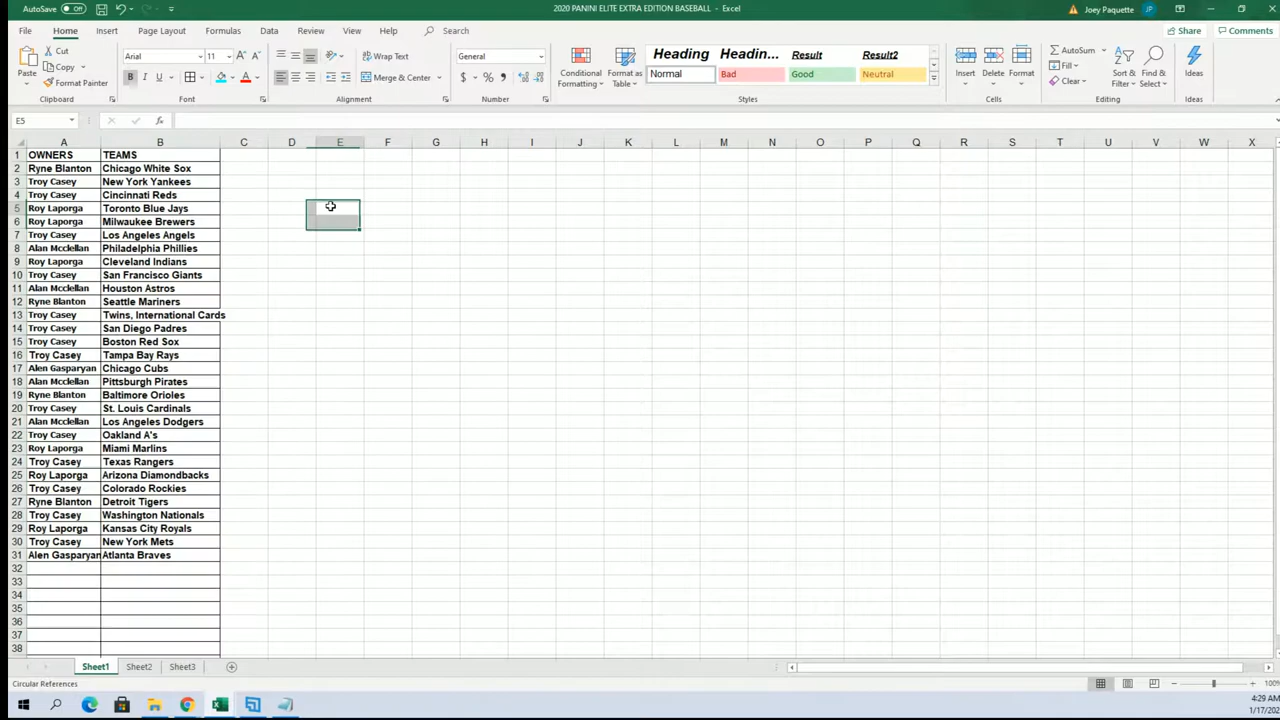 AutoSave Off 2020 PANINI ELITE EXTRA EDITION BASEBALL - Excel Joey Paquette JP
File Home Insert Page Layout Formulas Data Review View Help Search Share Comments
Paste Cut Copy Format Painter Clipboard
Arial 11 B I U Font
Wrap Text Merge & Center Alignment
General $ % Number
Conditional Formatting Format as Table
Heading Headin... Result Result2
Normal Bad Good Neutral
Styles
Insert Delete Format Cells
AutoSum Fill Clear Sort & Filter Find & Select Editing
Ideas Ideas
E5 fx
A B C D E F G H I J K L M N O P Q R S T U V W X
1 OWNERS TEAMS
2 Ryne Blanton Chicago White Sox
3 Troy Casey New York Yankees
4 Troy Casey Cincinnati Reds
5 Roy Laporga Toronto Blue Jays
6 Roy Laporga Milwaukee Brewers
7 Troy Casey Los Angeles Angels
8 Alan Mcclellan Philadelphia Phillies
9 Roy Laporga Cleveland Indians
10 Troy Casey San Francisco Giants
11 Alan Mcclellan Houston Astros
12 Ryne Blanton Seattle Mariners
13 Troy Casey Twins, International Cards
14 Troy Casey San Diego Padres
15 Troy Casey Boston Red Sox
16 Troy Casey Tampa Bay Rays
17 Alen Gasparyan Chicago Cubs
18 Alan Mcclellan Pittsburgh Pirates
19 Ryne Blanton Baltimore Orioles
20 Troy Casey St. Louis Cardinals
21 Alan Mcclellan Los Angeles Dodgers
22 Troy Casey Oakland A's
23 Roy Laporga Miami Marlins
24 Troy Casey Texas Rangers
25 Roy Laporga Arizona Diamondbacks
26 Troy Casey Colorado Rockies
27 Ryne Blanton Detroit Tigers
28 Troy Casey Washington Nationals
29 Roy Laporga Kansas City Royals
30 Troy Casey New York Mets
31 Alen Gasparyan Atlanta Braves
32
33
34
35
36
37
38
Sheet1 Sheet2 Sheet3
Circular References 100%
4:29 AM
1/17/202